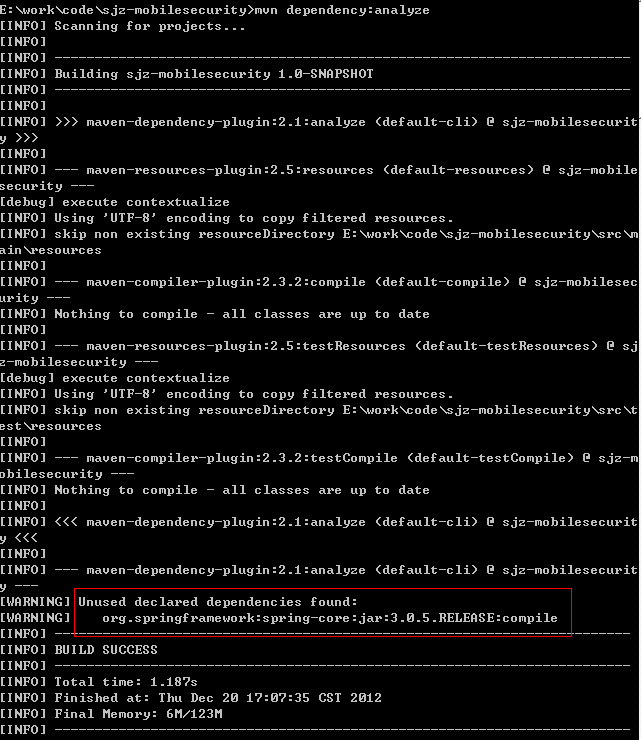 E:\work\code\sjz-mobilesecurity>mvn dependency:analyze
[INFO] Scanning for projects...
[INFO]
[INFO] ------------------------------------------------------------------------
[INFO] Building sjz-mobilesecurity 1.0-SNAPSHOT
[INFO] ------------------------------------------------------------------------
[INFO]
[INFO] >>> maven-dependency-plugin:2.1:analyze (default-cli) @ sjz-mobilesecurit
y >>>
[INFO]
[INFO] --- maven-resources-plugin:2.5:resources (default-resources) @ sjz-mobile
security ---
[debug] execute contextualize
[INFO] Using 'UTF-8' encoding to copy filtered resources.
[INFO] skip non existing resourceDirectory E:\work\code\sjz-mobilesecurity\src\m
ain\resources
[INFO]
[INFO] --- maven-compiler-plugin:2.3.2:compile (default-compile) @ sjz-mobilesec
urity ---
[INFO] Nothing to compile - all classes are up to date
[INFO]
[INFO] --- maven-resources-plugin:2.5:testResources (default-testResources) @ sj
z-mobilesecurity ---
[debug] execute contextualize
[INFO] Using 'UTF-8' encoding to copy filtered resources.
[INFO] skip non existing resourceDirectory E:\work\code\sjz-mobilesecurity\src\t
est\resources
[INFO]
[INFO] --- maven-compiler-plugin:2.3.2:testCompile (default-testCompile) @ sjz-m
obilesecurity ---
[INFO] Nothing to compile - all classes are up to date
[INFO]
[INFO] <<< maven-dependency-plugin:2.1:analyze (default-cli) @ sjz-mobilesecurit
y <<<
[INFO]
[INFO] --- maven-dependency-plugin:2.1:analyze (default-cli) @ sjz-mobilesecurit
y ---
[WARNING] Unused declared dependencies found:
[WARNING]    org.springframework:spring-core:jar:3.0.5.RELEASE:compile
[INFO] ------------------------------------------------------------------------
[INFO] BUILD SUCCESS
[INFO] ------------------------------------------------------------------------
[INFO] Total time: 1.187s
[INFO] Finished at: Thu Dec 20 17:07:35 CST 2012
[INFO] Final Memory: 6M/123M
[INFO] ------------------------------------------------------------------------